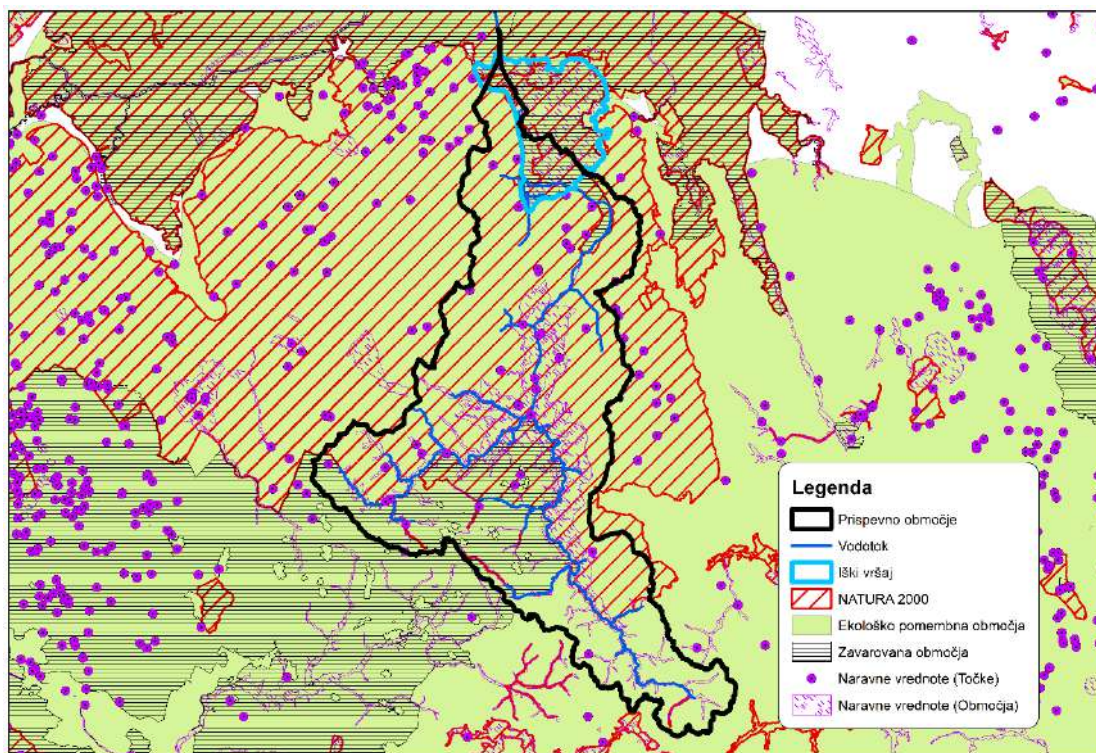 Legenda
Prispevno območje
Vodotok
Iški vršaj
NATURA 2000
Ekološko pomembna območja
Zavarovana območja
Naravne vrednote (Točke)
Naravne vrednote (Območja)